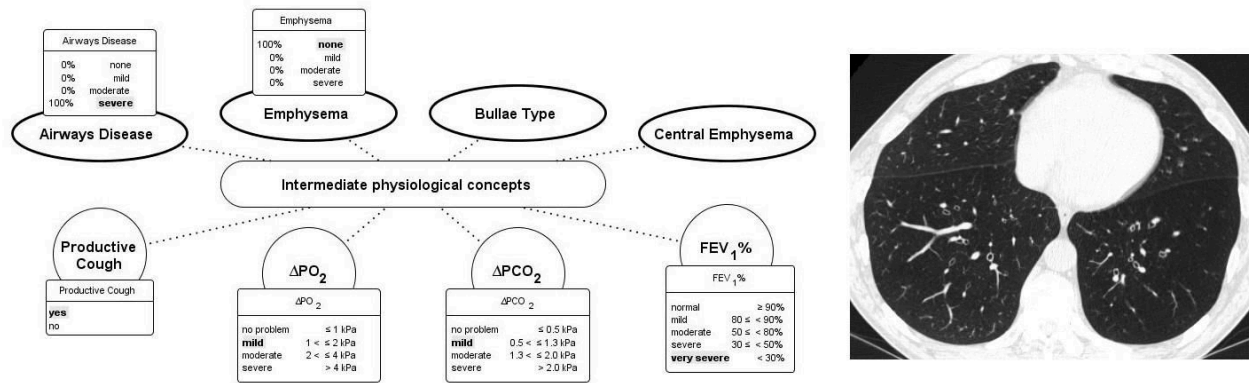 Airways Disease
0% none
0% mild
0% moderate
100% severe
Airways Disease
Emphysema
100% none
0% mild
0% moderate
0% severe
Emphysema
Bullae Type
Central Emphysema
Intermediate physiological concepts
Productive
Cough
Productive Cough
yes
no
ΔPO₂
ΔPO₂
no problem ≤ 1 kPa
mild 1 < ≤ 2 kPa
moderate 2 < ≤ 4 kPa
severe > 4 kPa
ΔPCO₂
ΔPCO₂
no problem ≤ 0.5 kPa
mild 0.5 < ≤ 1.3 kPa
moderate 1.3 < ≤ 2.0 kPa
severe > 2.0 kPa
FEV₁%
FEV₁%
normal ≥ 90%
mild 80 ≤ < 90%
moderate 50 ≤ < 80%
severe 30 ≤ < 50%
very severe < 30%